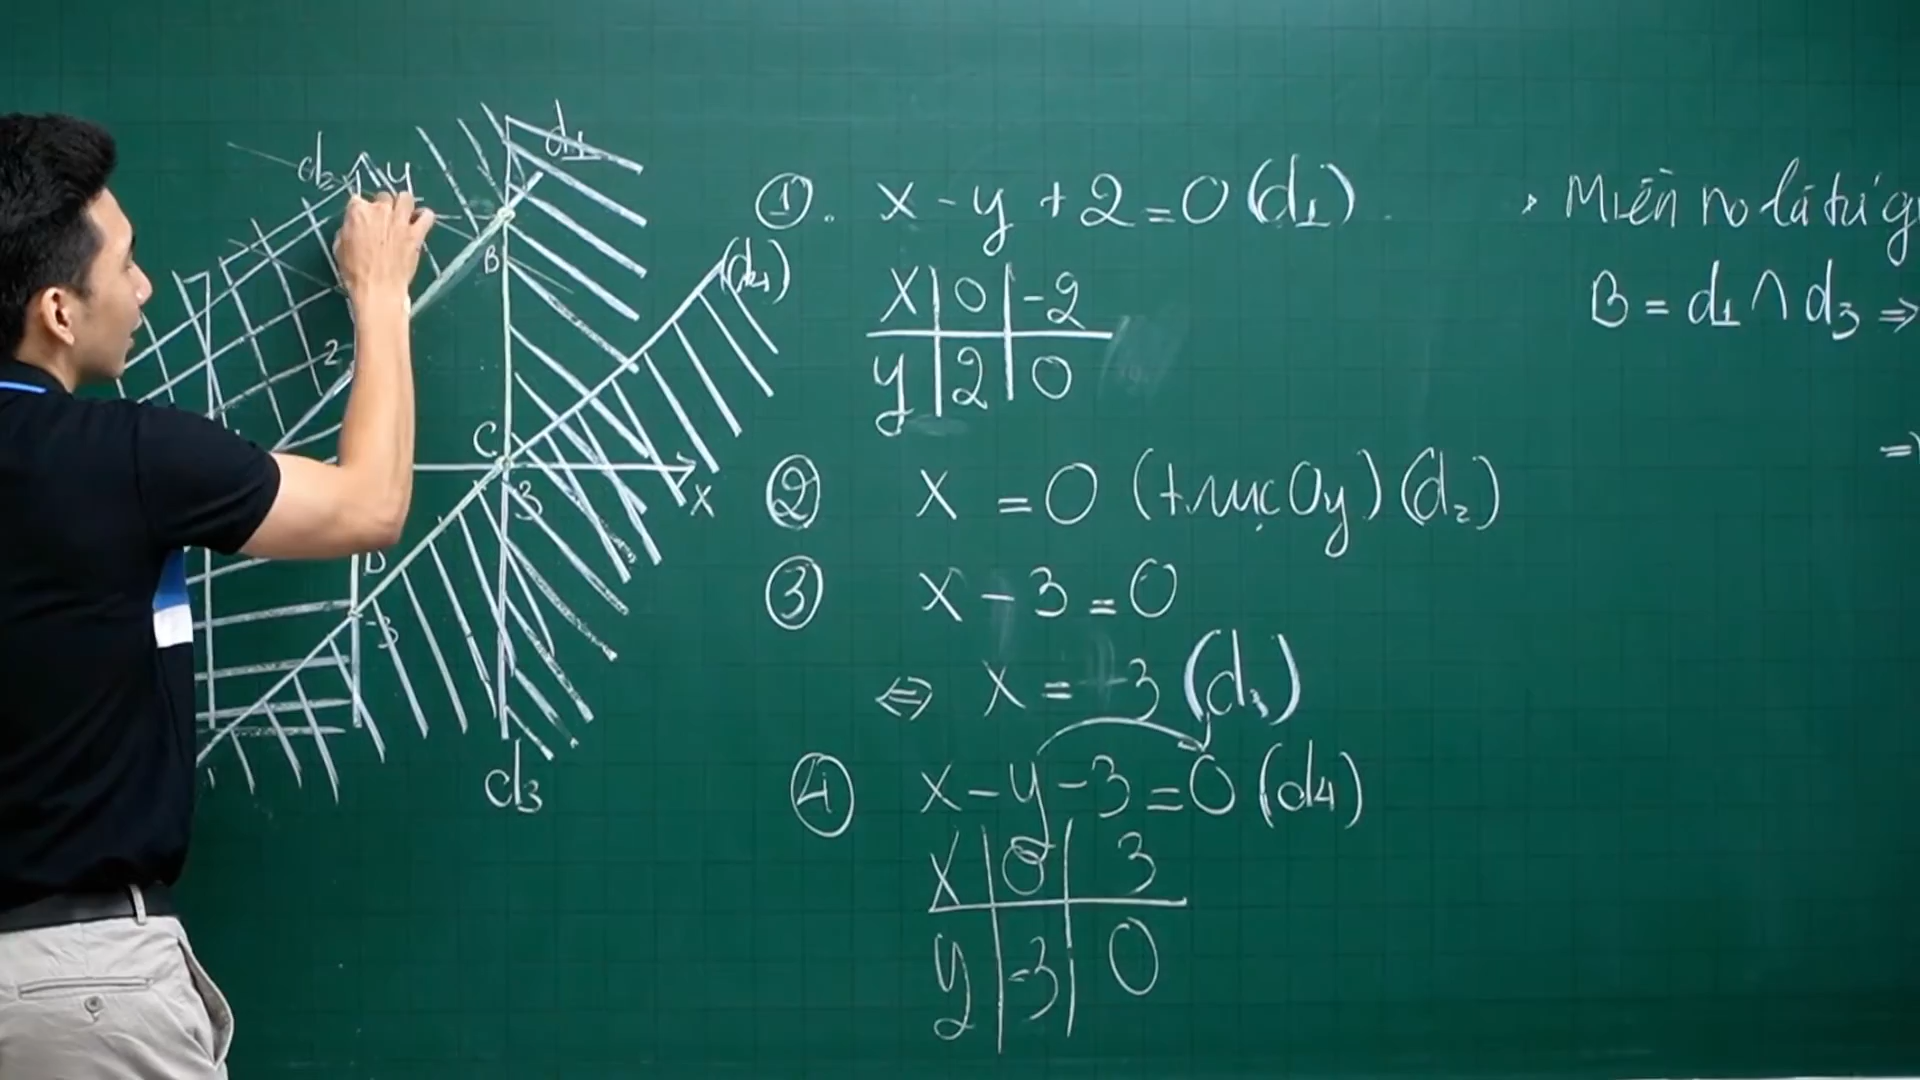 d₂ y d₁
B
(d₄)
2
C
3 x
D
-3
d₃
①. x - y + 2 = 0 (d₁)
x | 0 | -2
y | 2 | 0
② x = 0 (trục Oy) (d₂)
③ x - 3 = 0
⇔ x = 3 (d₃)
④ x - y - 3 = 0 (d₄)
x | 0 | 3
y | -3 | 0
Miền no là tứ g
B = d₁ ∩ d₃ ⇒
⇒